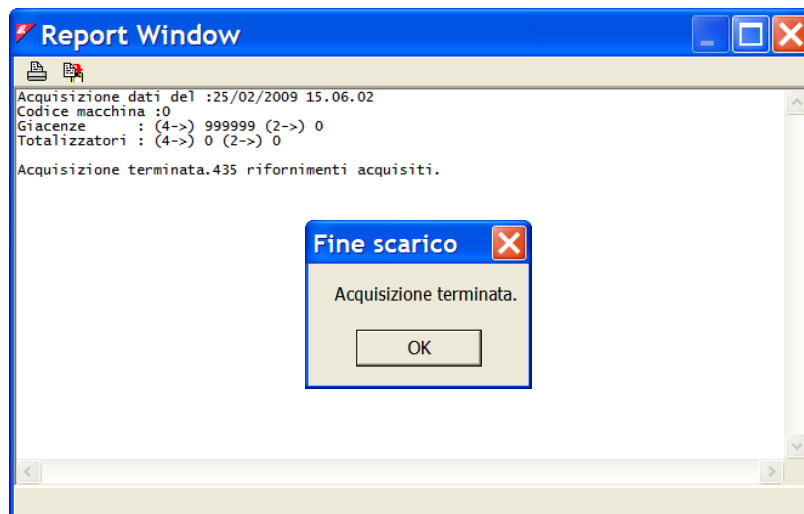 Report Window
Acquisizione dati del :25/02/2009 15.06.02
Codice macchina :0
Giacenze      : (4->) 999999 (2->) 0
Totalizzatori : (4->) 0 (2->) 0
Acquisizione terminata.435 rifornimenti acquisiti.
Fine scarico
Acquisizione terminata.
OK